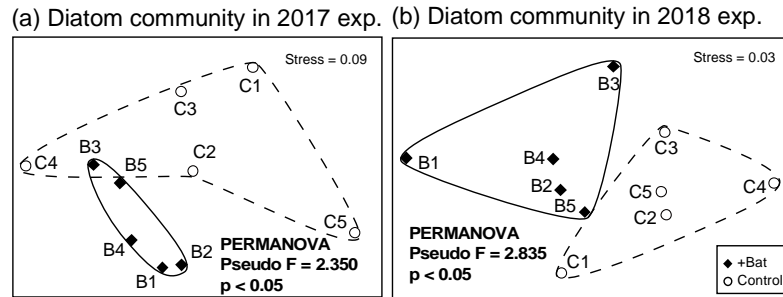 (a) Diatom community in 2017 exp.
Stress = 0.09
C1
C3
B3
C4
B5
C2
C5
B4
B2
B1
PERMANOVA
Pseudo F = 2.350
p < 0.05
(b) Diatom community in 2018 exp.
Stress = 0.03
B3
C3
B1
B4
C4
B2
C5
B5
C2
C1
PERMANOVA
Pseudo F = 2.835
p < 0.05
+Bat
Control